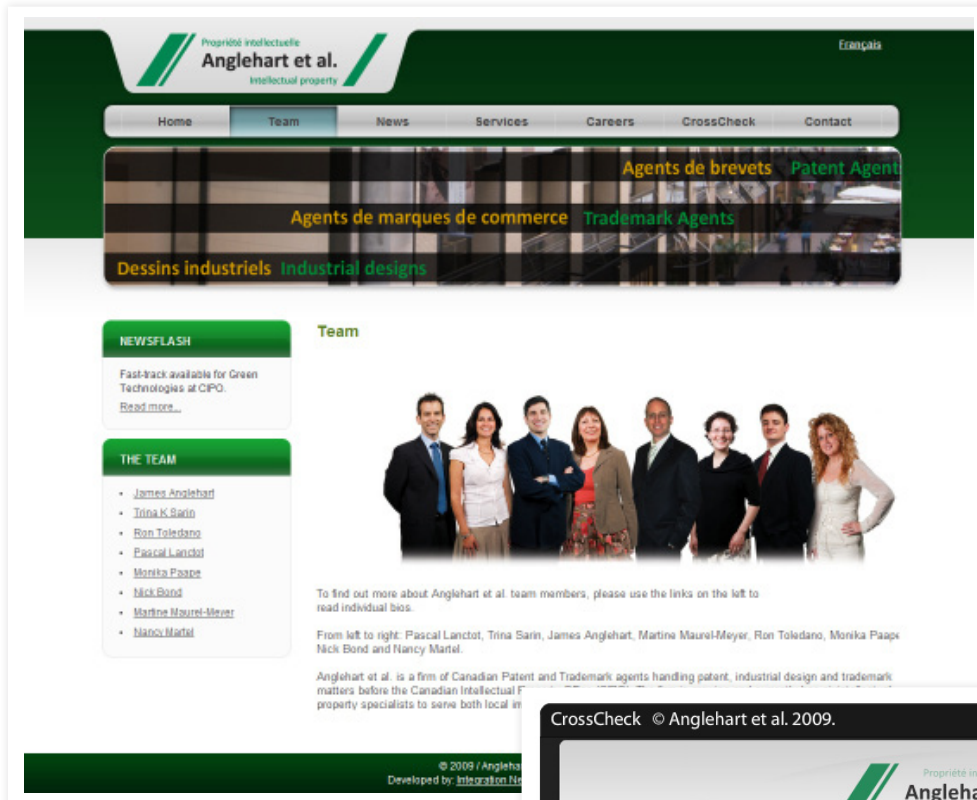 Propriété intellectuelle
Anglehart et al.
Intellectual property
Français
Home Team News Services Careers CrossCheck Contact
Agents de brevets Patent Agent
Agents de marques de commerce Trademark Agents
Dessins industriels Industrial designs
NEWSFLASH
Fast-track available for Green
Technologies at CIPO.
Read more...
THE TEAM
James Anglehart
Trina K Sarin
Ron Toledano
Pascal Lanctot
Monika Paape
Nick Bond
Martine Maurel-Meyer
Nancy Martel
Team
To find out more about Anglehart et al. team members, please use the links on the left to
read individual bios.
From left to right: Pascal Lanctot, Trina Sarin, James Anglehart, Martine Maurel-Meyer, Ron Toledano, Monika Paape
Nick Bond and Nancy Martel.
Anglehart et al. is a firm of Canadian Patent and Trademark agents handling patent, industrial design and trademark
matters before the Canadian Intellectual
property specialists to serve both local
© 2009 / Angleha
Developed by: Integration Ne
CrossCheck © Anglehart et al. 2009.
Propriété in
Angleha